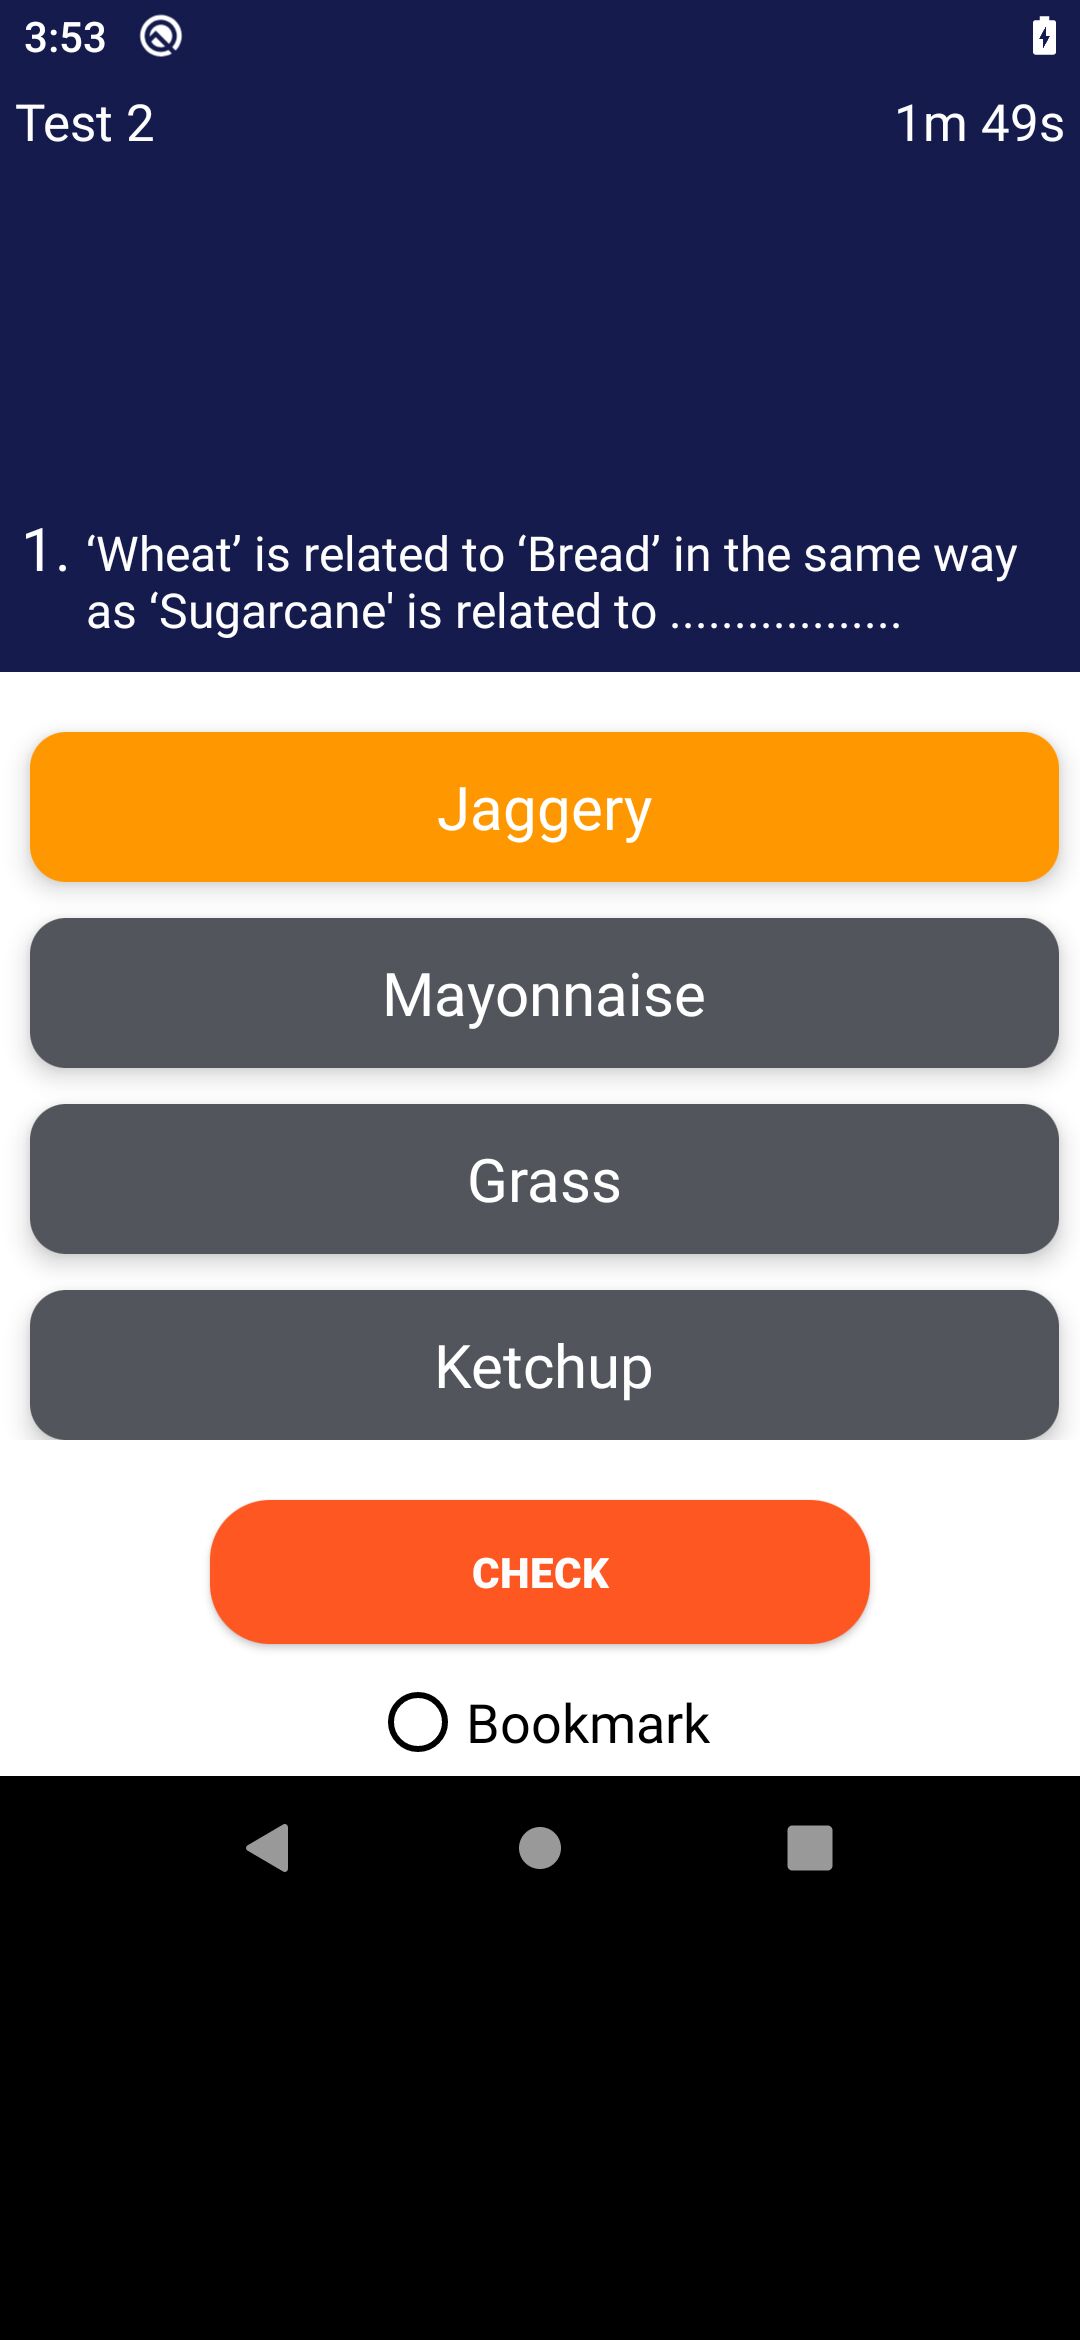 3:53
Test 2
1m 49s
1. ‘Wheat’ is related to ‘Bread’ in the same way
as ‘Sugarcane' is related to ..................
Jaggery
Mayonnaise
Grass
Ketchup
CHECK
Bookmark